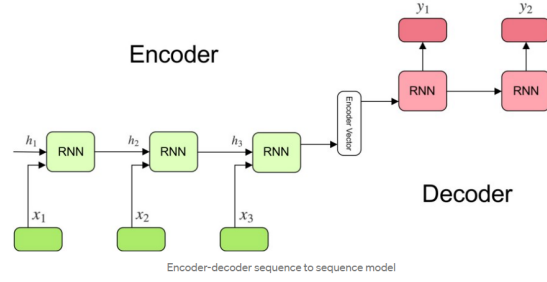 y₁
y₂
Encoder
RNN
RNN
Encoder Vector
h₁
h₂
h₃
RNN
RNN
RNN
Decoder
x₁
x₂
x₃
Encoder-decoder sequence to sequence model